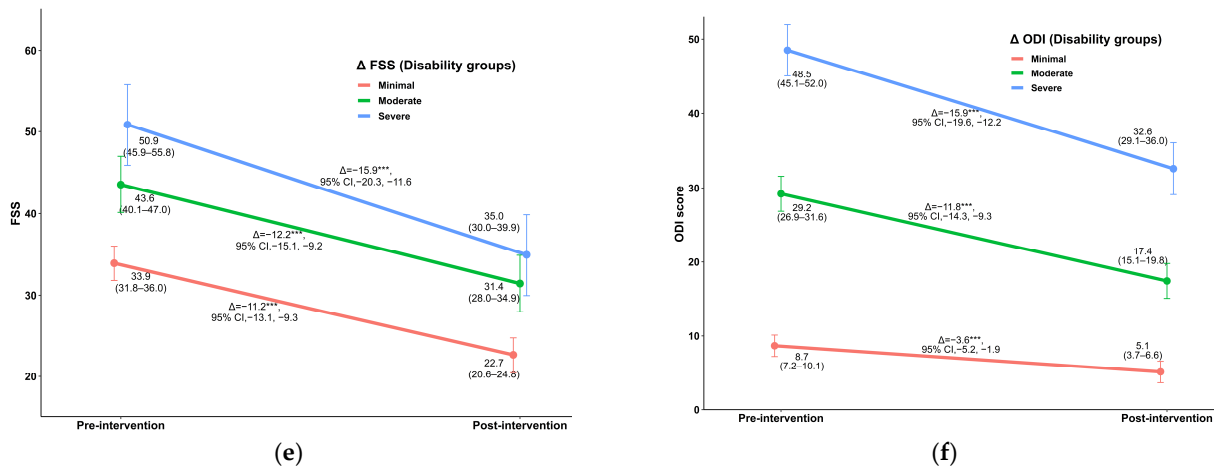 60
50
40
30
20
FSS
Δ FSS (Disability groups)
Minimal
Moderate
Severe
50.9
(45.9–55.8)
43.6
(40.1–47.0)
33.9
(31.8–36.0)
Δ=−15.9***,
95% CI,−20.3, −11.6
Δ=−12.2***,
95% CI.−15.1, −9.2
Δ=−11.2***,
95% CI,−13.1, −9.3
35.0
(30.0–39.9)
31.4
(28.0–34.9)
22.7
(20.6–24.8)
Pre-intervention
Post-intervention
(e)
50
40
30
20
10
0
ODI score
Δ ODI (Disability groups)
Minimal
Moderate
Severe
48.5
(45.1–52.0)
29.2
(26.9–31.6)
8.7
(7.2–10.1)
Δ=−15.9***,
95% CI,−19.6, −12.2
Δ=−11.8***,
95% CI,−14.3, −9.3
Δ=−3.6***,
95% CI,−5.2, −1.9
32.6
(29.1–36.0)
17.4
(15.1–19.8)
5.1
(3.7–6.6)
Pre-intervention
Post-intervention
(f)